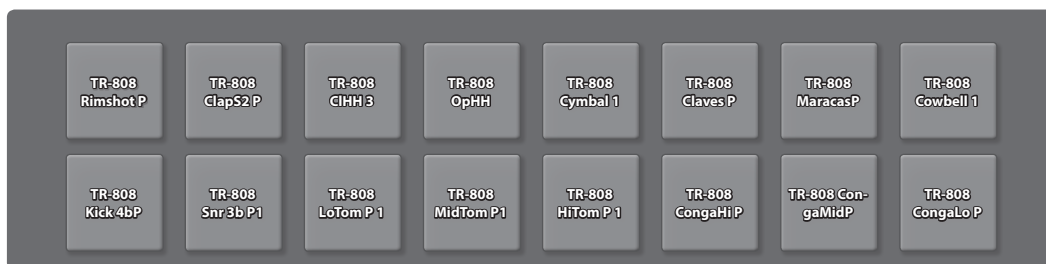 TR-808
Rimshot P
TR-808
ClapS2 P
TR-808
ClHH 3
TR-808
OpHH
TR-808
Cymbal 1
TR-808
Claves P
TR-808
MaracasP
TR-808
Cowbell 1
TR-808
Kick 4bP
TR-808
Snr 3b P1
TR-808
LoTom P 1
TR-808
MidTom P1
TR-808
HiTom P 1
TR-808
CongaHi P
TR-808 Con-
gaMidP
TR-808
CongaLo P